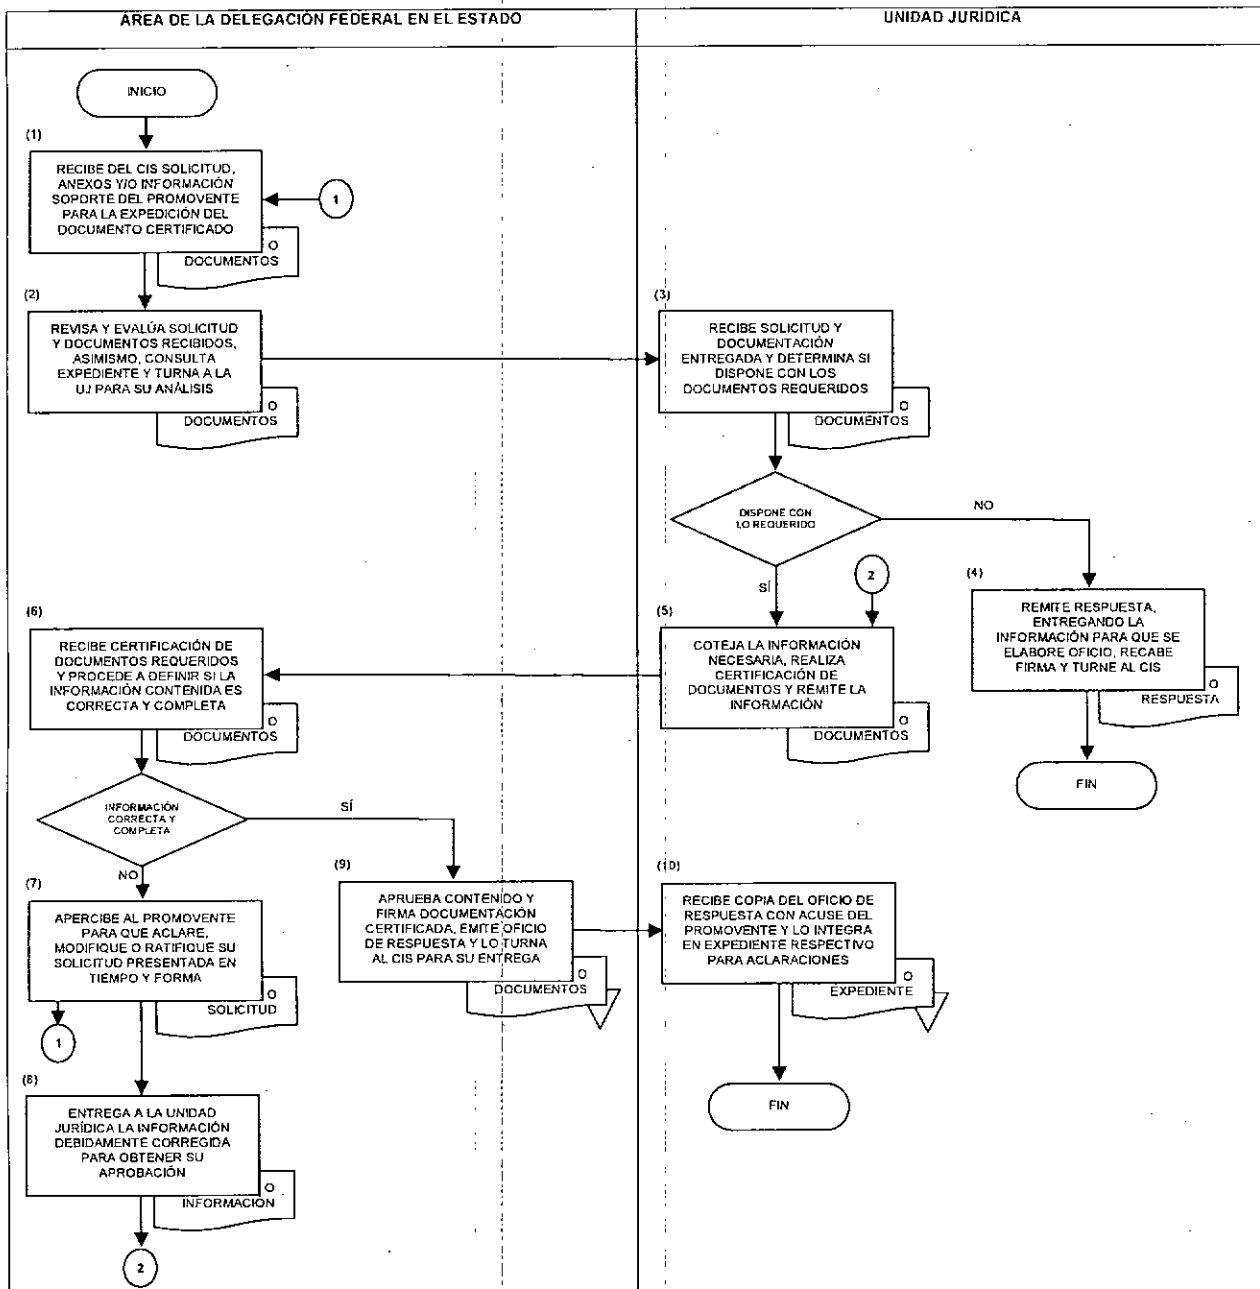 ÁREA DE LA DELEGACIÓN FEDERAL EN EL ESTADO
UNIDAD JURÍDICA
INICIO
(1)
RECIBE DEL CIS SOLICITUD,
ANEXOS Y/O INFORMACIÓN
SOPORTE DEL PROMOVENTE
PARA LA EXPEDICIÓN DEL
DOCUMENTO CERTIFICADO
1
O
DOCUMENTOS
(2)
REVISA Y EVALÚA SOLICITUD
Y DOCUMENTOS RECIBIDOS,
ASIMISMO, CONSULTA
EXPEDIENTE Y TURNA A LA
UJ PARA SU ANÁLISIS
O
DOCUMENTOS
(3)
RECIBE SOLICITUD Y
DOCUMENTACIÓN
ENTREGADA Y DETERMINA SI
DISPONE CON LOS
DOCUMENTOS REQUERIDOS
O
DOCUMENTOS
DISPONE CON
LO REQUERIDO
NO
SÍ
2
(4)
REMITE RESPUESTA,
ENTREGANDO LA
INFORMACIÓN PARA QUE SE
ELABORE OFICIO, RECABE
FIRMA Y TURNE AL CIS
O
RESPUESTA
FIN
(5)
COTEJA LA INFORMACIÓN
NECESARIA, REALIZA
CERTIFICACIÓN DE
DOCUMENTOS Y REMITE LA
INFORMACIÓN
O
DOCUMENTOS
(6)
RECIBE CERTIFICACIÓN DE
DOCUMENTOS REQUERIDOS
Y PROCEDE A DEFINIR SI LA
INFORMACIÓN CONTENIDA ES
CORRECTA Y COMPLETA
O
DOCUMENTOS
INFORMACIÓN
CORRECTA Y
COMPLETA
SÍ
NO
(7)
APERCIBE AL PROMOVENTE
PARA QUE ACLARE,
MODIFIQUE O RATIFIQUE SU
SOLICITUD PRESENTADA EN
TIEMPO Y FORMA
O
SOLICITUD
1
(8)
ENTREGA A LA UNIDAD
JURÍDICA LA INFORMACIÓN
DEBIDAMENTE CORREGIDA
PARA OBTENER SU
APROBACIÓN
O
INFORMACION
2
(9)
APRUEBA CONTENIDO Y
FIRMA DOCUMENTACIÓN
CERTIFICADA, EMITE OFICIO
DE RESPUESTA Y LO TURNA
AL CIS PARA SU ENTREGA
O
DOCUMENTOS
(10)
RECIBE COPIA DEL OFICIO DE
RESPUESTA CON ACUSE DEL
PROMOVENTE Y LO INTEGRA
EN EXPEDIENTE RESPECTIVO
PARA ACLARACIONES
O
EXPEDIENTE
FIN